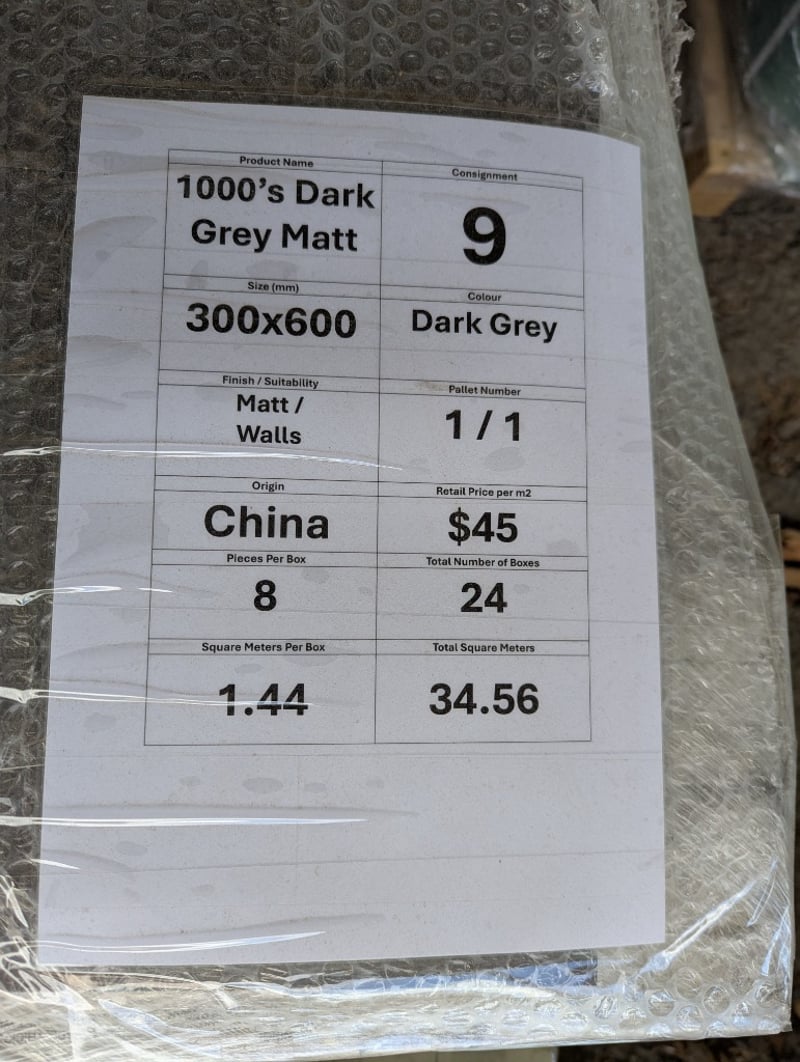 Product Name
1000's Dark
Grey Matt
Consignment
9
Size (mm)
300x600
Colour
Dark Grey
Finish / Suitability
Matt /
Walls
Pallet Number
1 / 1
Origin
China
Retail Price per m2
$45
Pieces Per Box
8
Total Number of Boxes
24
Square Meters Per Box
1.44
Total Square Meters
34.56